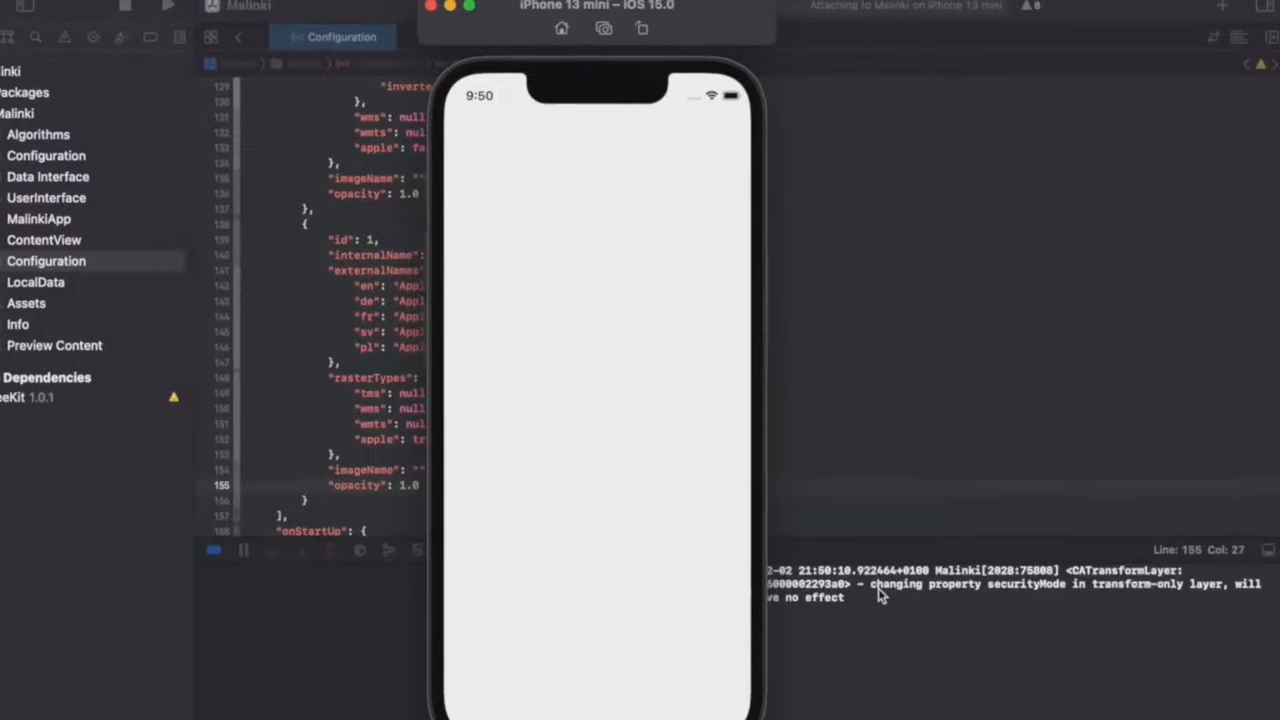 Malinki
iPhone 13 mini – iOS 15.0
Attaching to Malinki on iPhone 13 mini
8
Configuration
9:50
inki
Packages
Malinki
Algorithms
Configuration
Data Interface
UserInterface
MalinkiApp
ContentView
Configuration
LocalData
Assets
Info
Preview Content
Dependencies
eeKit 1.0.1
129 "inverte
130 },
131 "wms": null
132 "wmts": nul
133 "apple": fa
134 },
135 "imageName": ""
136 "opacity": 1.0
137 },
138 {
139 "id": 1,
140 "internalName":
141 "externalNames"
142 "en": "Appl
143 "de": "Appl
144 "fr": "Appl
145 "sv": "Appl
146 "pl": "Appl
147 },
148 "rasterTypes":
149 "tms": null
150 "wms": null
151 "wmts": nul
152 "apple": tr
153 },
154 "imageName": ""
155 "opacity": 1.0
156 }
157 ],
158 "onStartUp": {
Line: 155 Col: 27
2-02 21:50:10.922464+0100 Malinki[2028:75808] <CATransformLayer:
6000002293a0> - changing property securityMode in transform-only layer, will
ve no effect